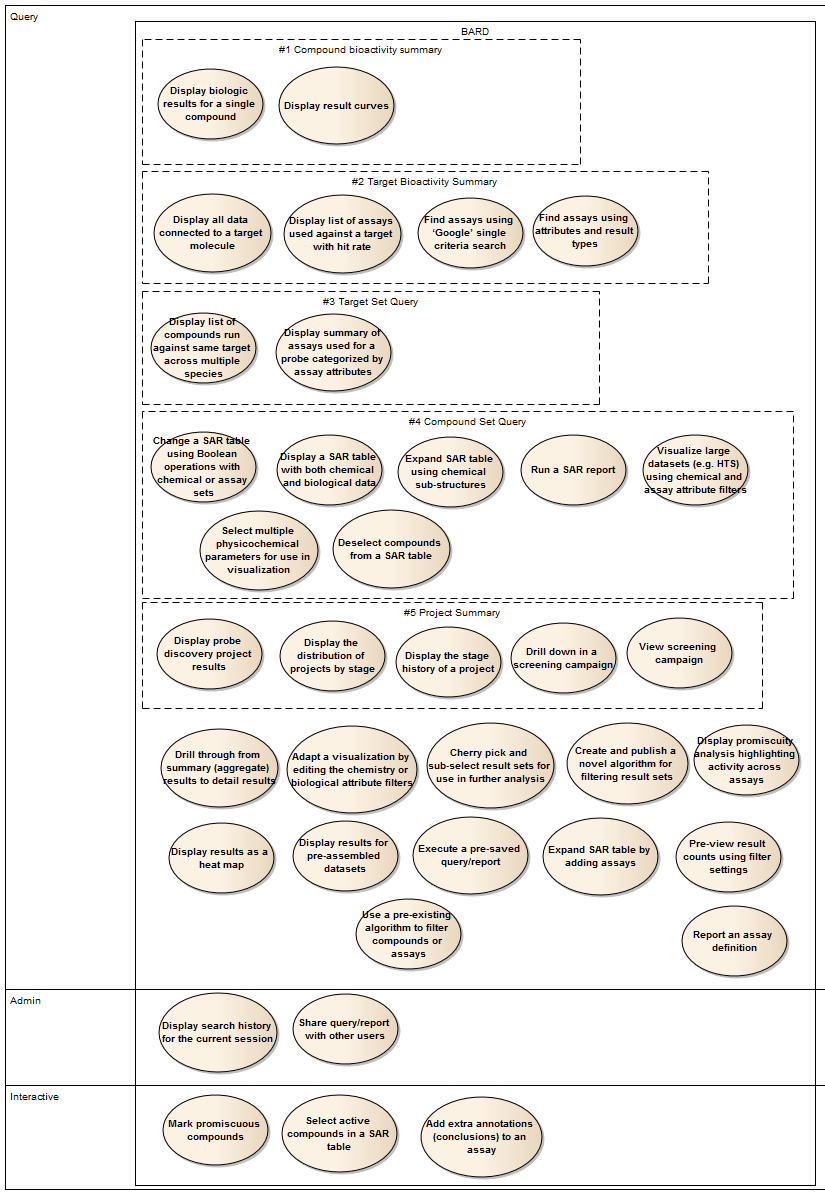 Query
BARD
#1 Compound bioactivity summary
Display biologic
results for a single
compound
Display result curves
#2 Target Bioactivity Summary
Display all data
connected to a target
molecule
Display list of assays
used against a target
with hit rate
Find assays using
‘Google’ single
criteria search
Find assays using
attributes and result
types
#3 Target Set Query
Display list of
compounds run
against same target
across multiple
species
Display summary of
assays used for a
probe categorized by
assay attributes
#4 Compound Set Query
Change a SAR table
using Boolean
operations with
chemical or assay
sets
Display a SAR table
with both chemical
and biological data
Expand SAR table
using chemical
sub-structures
Run a SAR report
Visualize large
datasets (e.g. HTS)
using chemical and
assay attribute filters
Select multiple
physicochemical
parameters for use in
visualization
Deselect compounds
from a SAR table
#5 Project Summary
Display probe
discovery project
results
Display the
distribution of
projects by stage
Display the stage
history of a project
Drill down in a
screening campaign
View screening
campaign
Drill through from
summary (aggregate)
results to detail results
Adapt a visualization by
editing the chemistry or
biological attribute filters
Cherry pick and
sub-select result sets for
use in further analysis
Create and publish a
novel algorithm for
filtering result sets
Display promiscuity
analysis highlighting
activity across
assays
Display results as a
heat map
Display results for
pre-assembled
datasets
Execute a pre-saved
query/report
Expand SAR table by
adding assays
Pre-view result
counts using filter
settings
Use a pre-existing
algorithm to filter
compounds or
assays
Report an assay
definition
Admin
Display search history
for the current session
Share query/report
with other users
Interactive
Mark promiscuous
compounds
Select active
compounds in a SAR
table
Add extra annotations
(conclusions) to an
assay